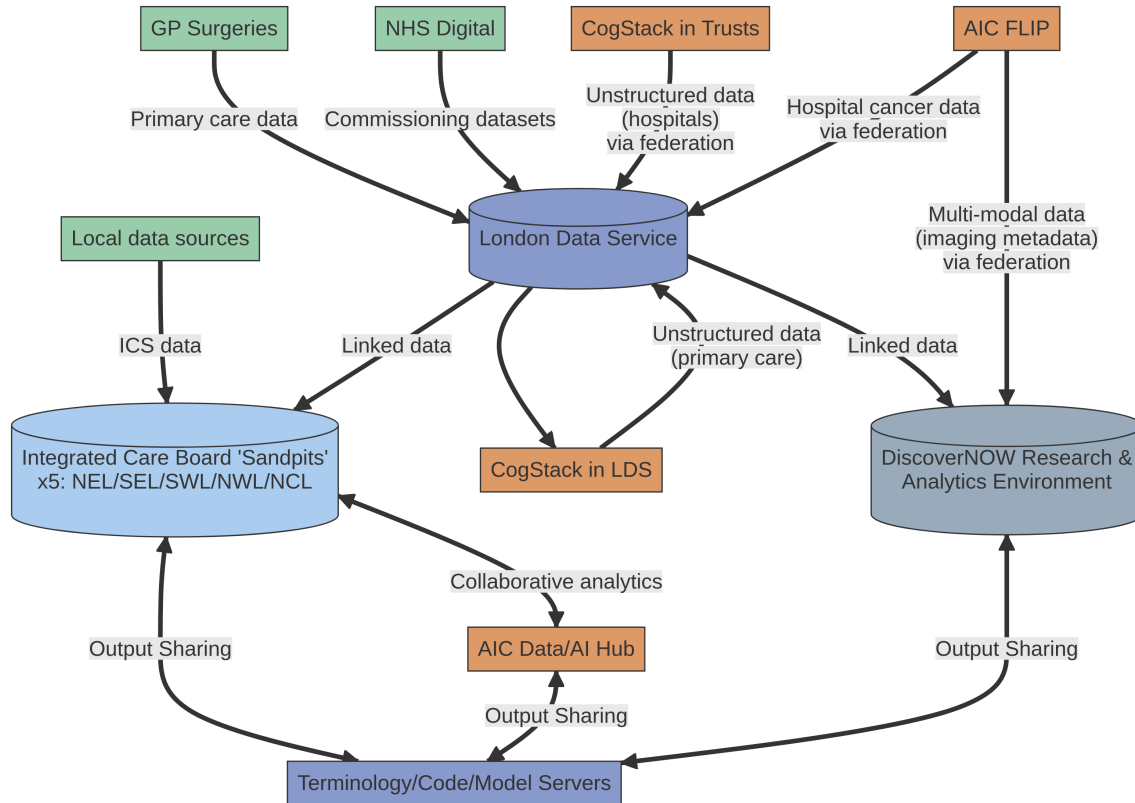 GP Surgeries
NHS Digital
CogStack in Trusts
AIC FLIP
Primary care data
Commissioning datasets
Unstructured data
(hospitals)
via federation
Hospital cancer data
via federation
Local data sources
London Data Service
Multi-modal data
(imaging metadata)
via federation
ICS data
Linked data
Unstructured data
(primary care)
Linked data
Integrated Care Board 'Sandpits'
x5: NEL/SEL/SWL/NWL/NCL
CogStack in LDS
DiscoverNOW Research &
Analytics Environment
Collaborative analytics
Output Sharing
AIC Data/AI Hub
Output Sharing
Output Sharing
Terminology/Code/Model Servers